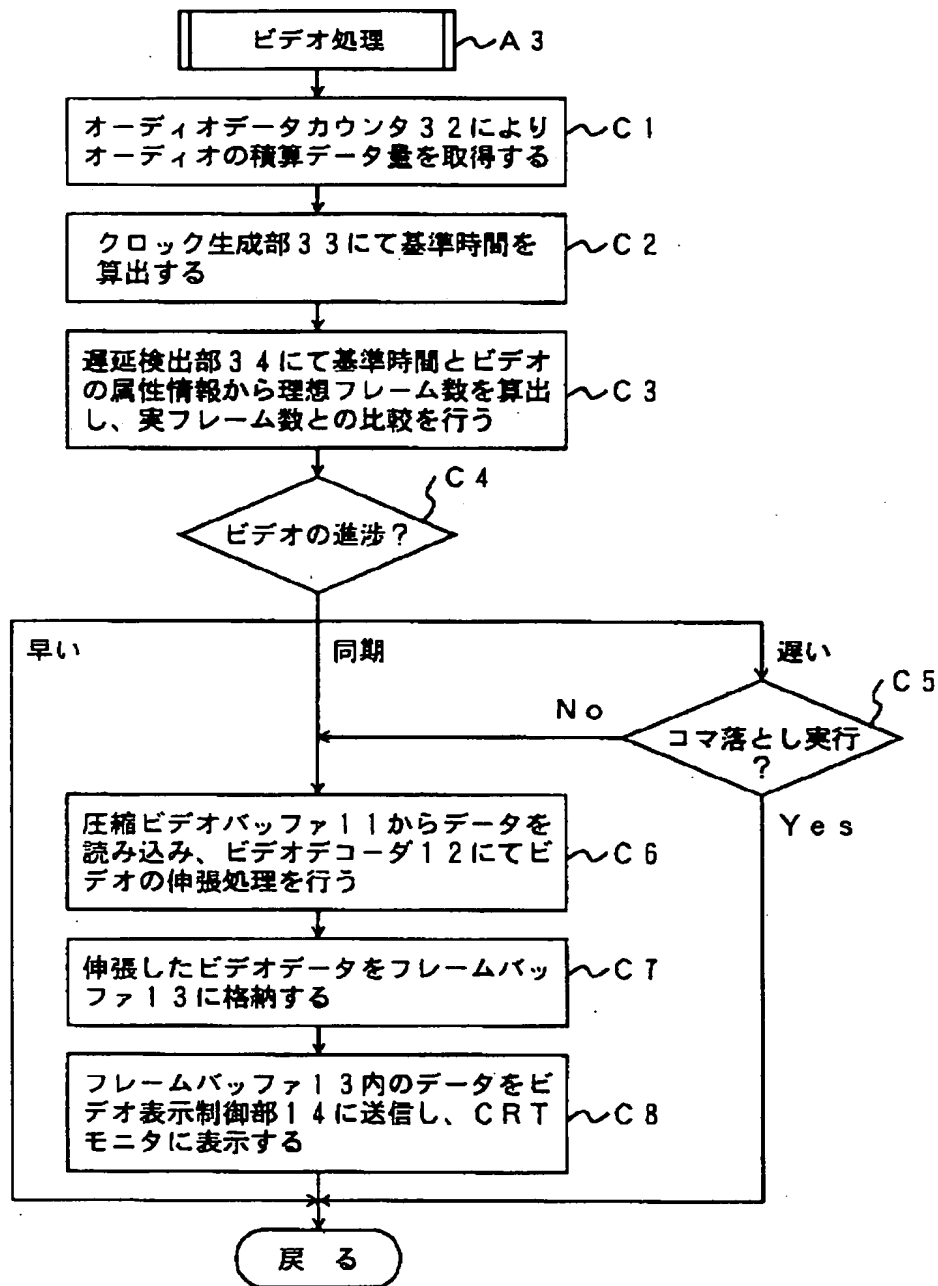 ビデオ処理
A3
オーディオデータカウンタ32により
オーディオの積算データ量を取得する
C1
クロック生成部33にて基準時間を
算出する
C2
遅延検出部34にて基準時間とビデオ
の属性情報から理想フレーム数を算出
し、実フレーム数との比較を行う
C3
C4
ビデオの進捗?
早い
同期
遅い
C5
No
コマ落とし実行
?
Yes
圧縮ビデオバッファ11からデータを
読み込み、ビデオデコーダ12にてビ
デオの伸張処理を行う
C6
伸張したビデオデータをフレームバッ
ファ13に格納する
C7
フレームバッファ13内のデータをビ
デオ表示制御部14に送信し、CRT
モニタに表示する
C8
戻る